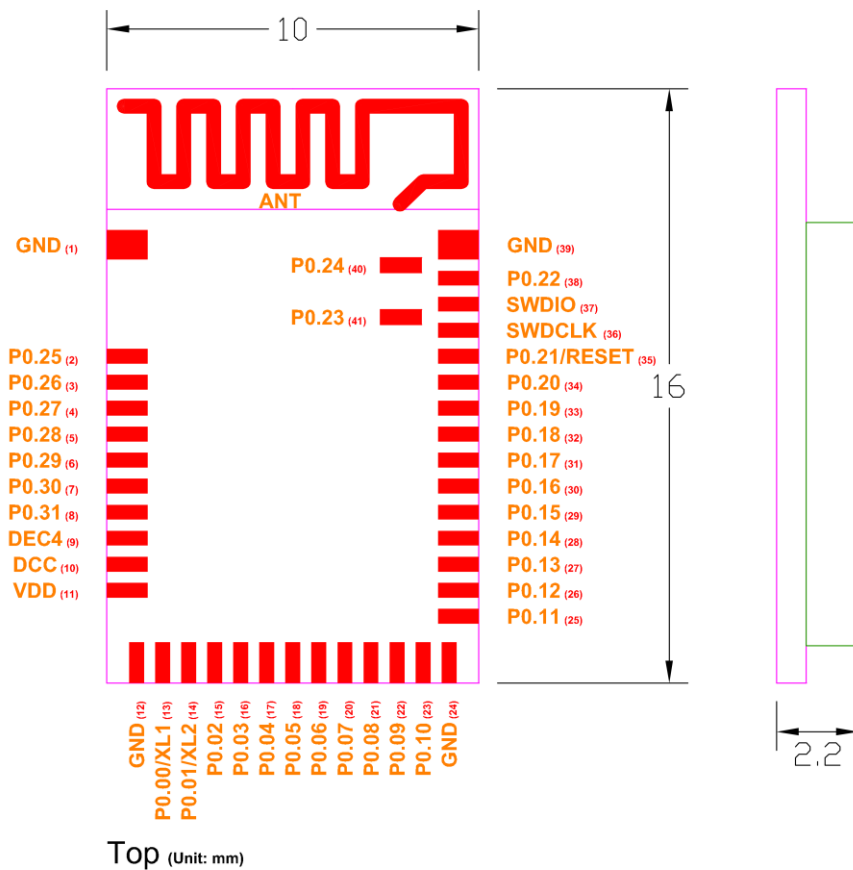 10
ANT
GND (1)
P0.25 (2)
P0.26 (3)
P0.27 (4)
P0.28 (5)
P0.29 (6)
P0.30 (7)
P0.31 (8)
DEC4 (9)
DCC (10)
VDD (11)
P0.24 (40)
P0.23 (41)
GND (39)
P0.22 (38)
SWDIO (37)
SWDCLK (36)
P0.21/RESET (35)
P0.20 (34)
P0.19 (33)
P0.18 (32)
P0.17 (31)
P0.16 (30)
P0.15 (29)
P0.14 (28)
P0.13 (27)
P0.12 (26)
P0.11 (25)
16
GND (12)
P0.00/XL1 (13)
P0.01/XL2 (14)
P0.02 (15)
P0.03 (16)
P0.04 (17)
P0.05 (18)
P0.06 (19)
P0.07 (20)
P0.08 (21)
P0.09 (22)
P0.10 (23)
GND (24)
2.2
Top (Unit: mm)